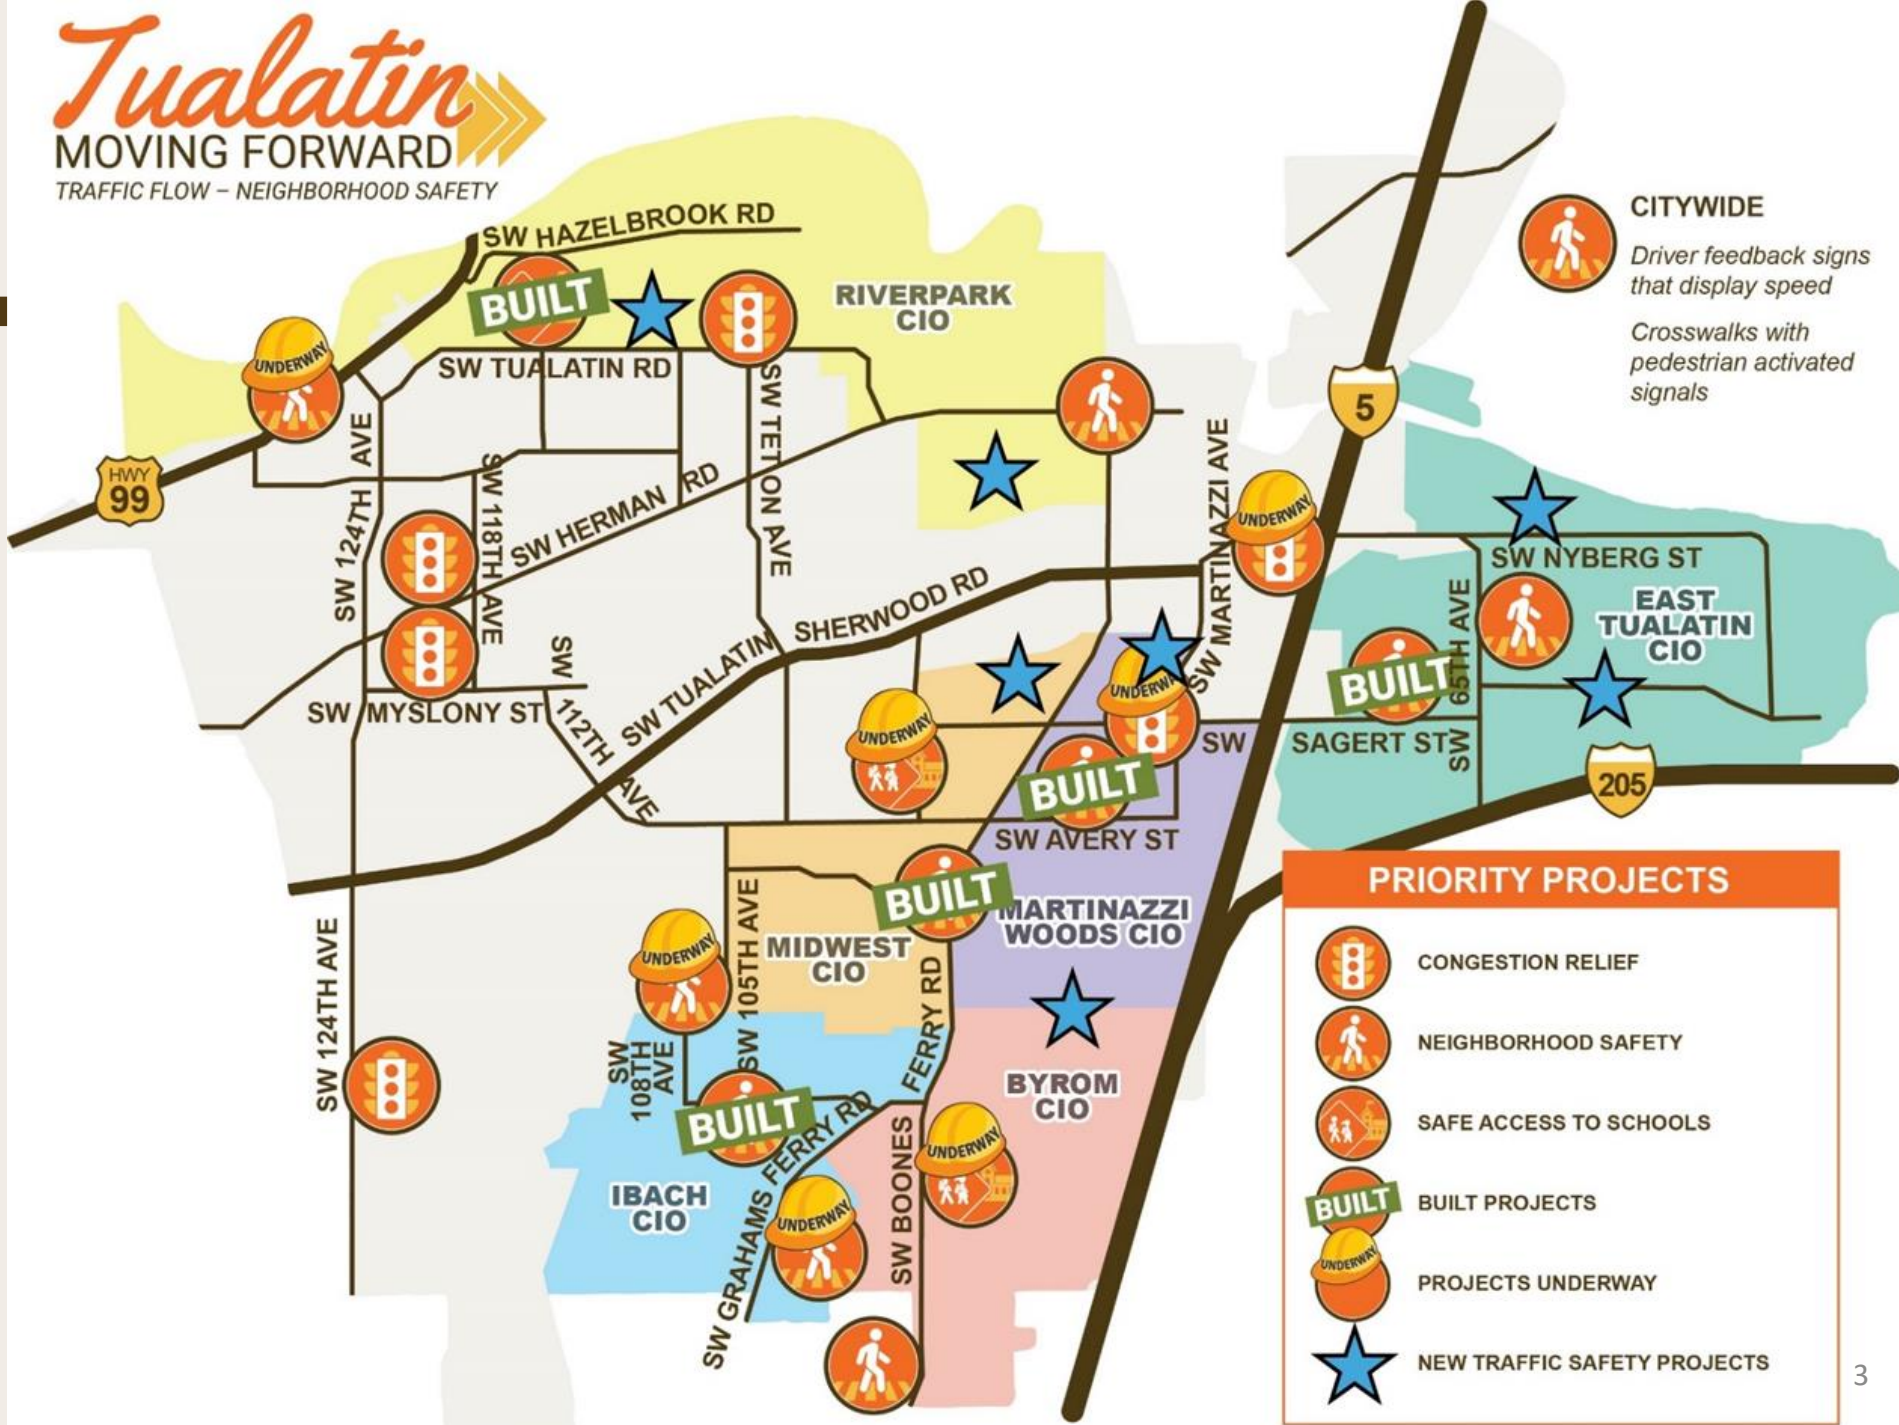 Tualatin
MOVING FORWARD
TRAFFIC FLOW – NEIGHBORHOOD SAFETY
CITYWIDE
Driver feedback signs
that display speed
Crosswalks with
pedestrian activated
signals
SW HAZELBROOK RD
BUILT
RIVERPARK
CIO
UNDERWAY
SW TUALATIN RD
5
HWY
99
SW 124TH AVE
SW 118TH AVE
SW HERMAN RD
SW TETON AVE
SW MARTINAZZI AVE
UNDERWAY
SW NYBERG ST
EAST
TUALATIN
CIO
SW 65TH AVE
BUILT
SW TUALATIN SHERWOOD RD
SW MYSLONY ST
SW 112TH AVE
UNDERWAY
UNDERWAY
SW SAGERT ST
205
BUILT
SW AVERY ST
BUILT
MARTINAZZI
WOODS CIO
MIDWEST
CIO
UNDERWAY
SW 105TH AVE
SW 124TH AVE
SW
108TH
AVE
BUILT
SW BOONES FERRY RD
BYROM
CIO
UNDERWAY
IBACH
CIO
SW GRAHAMS FERRY RD
UNDERWAY
PRIORITY PROJECTS
CONGESTION RELIEF
NEIGHBORHOOD SAFETY
SAFE ACCESS TO SCHOOLS
BUILT
BUILT PROJECTS
UNDERWAY
PROJECTS UNDERWAY
NEW TRAFFIC SAFETY PROJECTS
3